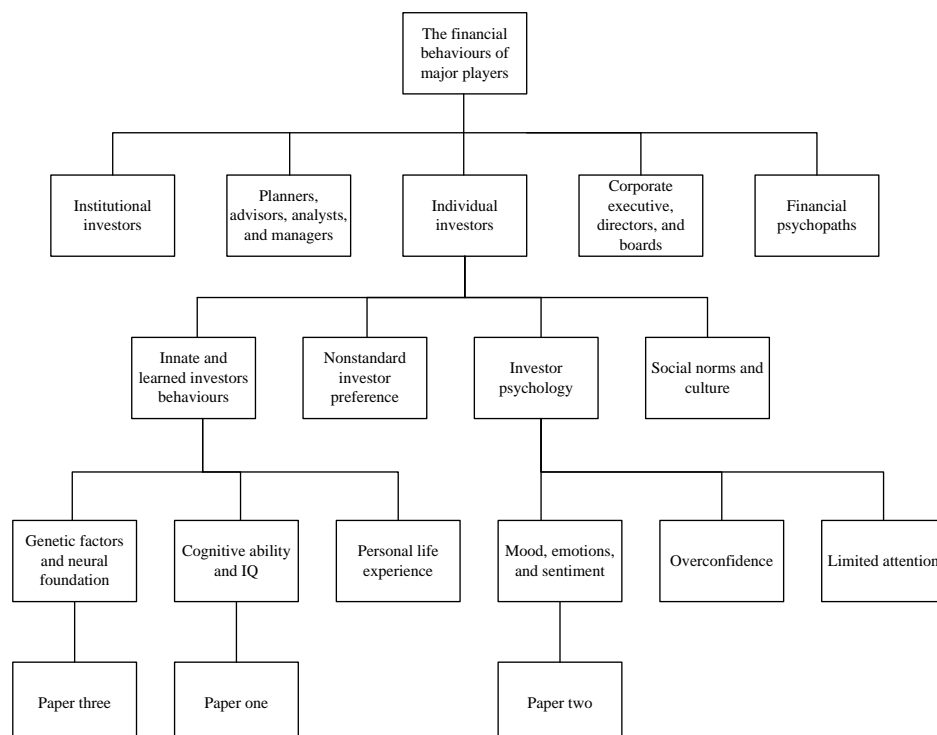 The financial
behaviours of
major players
Institutional
investors
Planners,
advisors, analysts,
and managers
Individual
investors
Corporate
executive,
directors, and
boards
Financial
psychopaths
Innate and
learned investors
behaviours
Nonstandard
investor
preference
Investor
psychology
Social norms and
culture
Genetic factors
and neural
foundation
Cognitive ability
and IQ
Personal life
experience
Mood, emotions,
and sentiment
Overconfidence
Limited attention
Paper three
Paper one
Paper two